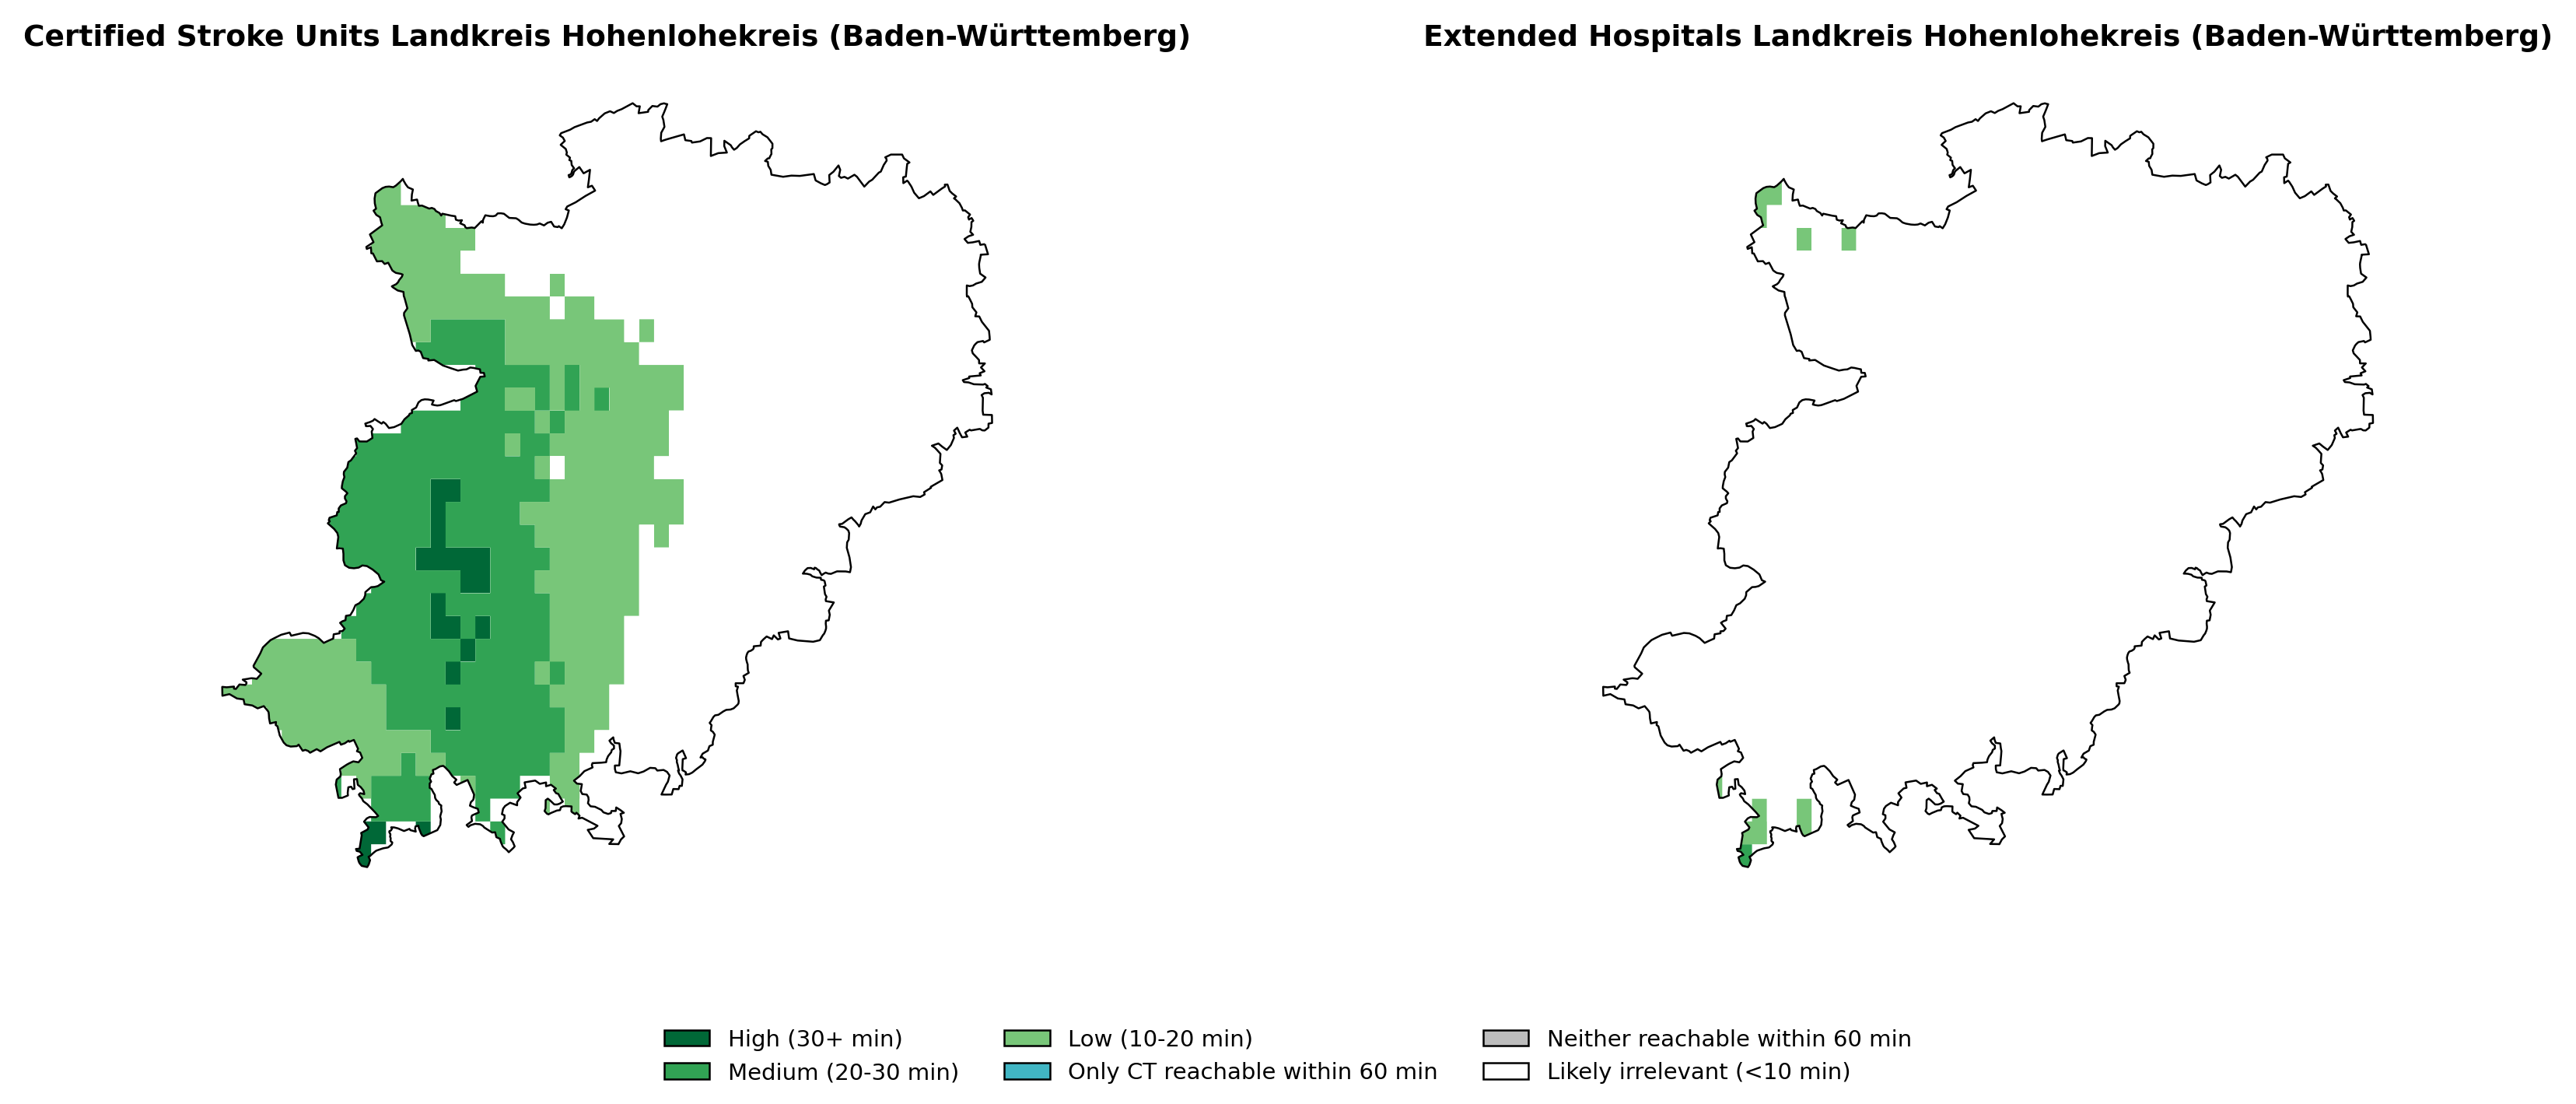 Certified Stroke Units Landkreis Hohenlohekreis (Baden-Württemberg)
Extended Hospitals Landkreis Hohenlohekreis (Baden-Württemberg)
High (30+ min)
Medium (20-30 min)
Low (10-20 min)
Only CT reachable within 60 min
Neither reachable within 60 min
Likely irrelevant (<10 min)